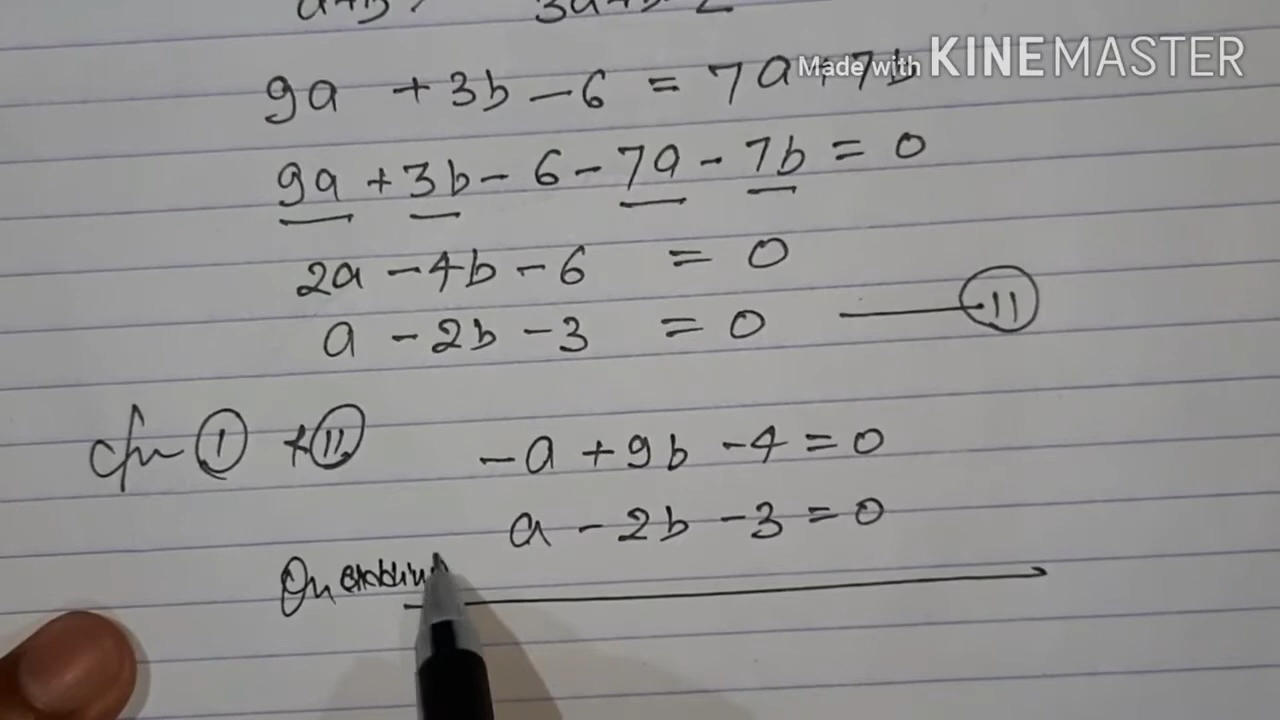 Made with KINEMASTER
9a + 3b - 6 = 7a + 7b
9a + 3b - 6 - 7a - 7b = 0
2a - 4b - 6 = 0
a - 2b - 3 = 0 — II
I + II -a + 9b - 4 = 0
a - 2b - 3 = 0
On